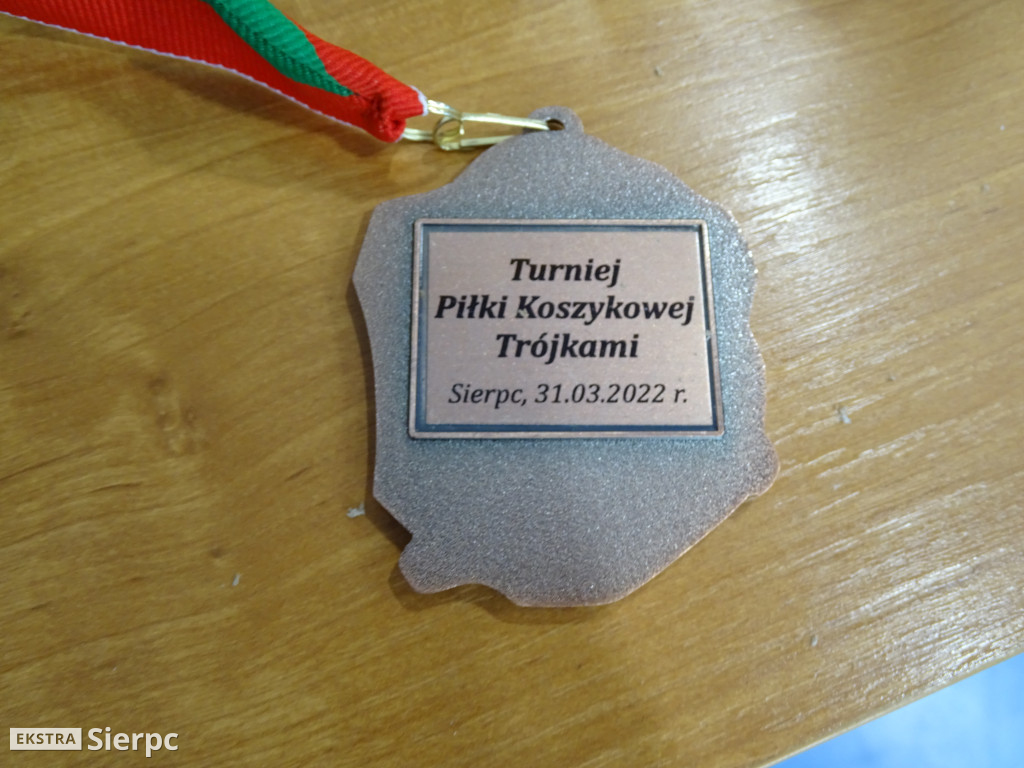 Turniej
Piłki Koszykowej
Trójkami
Sierpc, 31.03.2022 r.
EKSTRA Sierpc